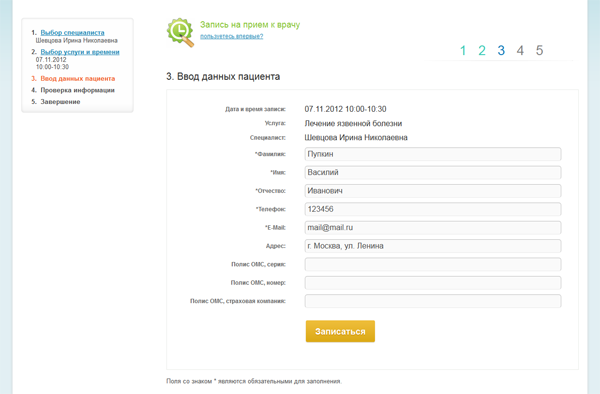 1. Выбор специалиста
Шевцова Ирина Николаевна
2. Выбор услуги и времени
07.11.2012
10:00-10:30
3. Ввод данных пациента
4. Проверка информации
5. Завершение
Запись на прием к врачу
пользуетесь впервые?
1 2 3 4 5
3. Ввод данных пациента
Дата и время записи: 07.11.2012 10:00-10:30
Услуга: Лечение язвенной болезни
Специалист: Шевцова Ирина Николаевна
*Фамилия: Пупкин
*Имя: Василий
*Отчество: Иванович
*Телефон: 123456
*E-Mail: mail@mail.ru
Адрес: г. Москва, ул. Ленина
Полис ОМС, серия:
Полис ОМС, номер:
Полис ОМС, страховая компания:
Записаться
Поля со знаком * являются обязательными для заполнения.